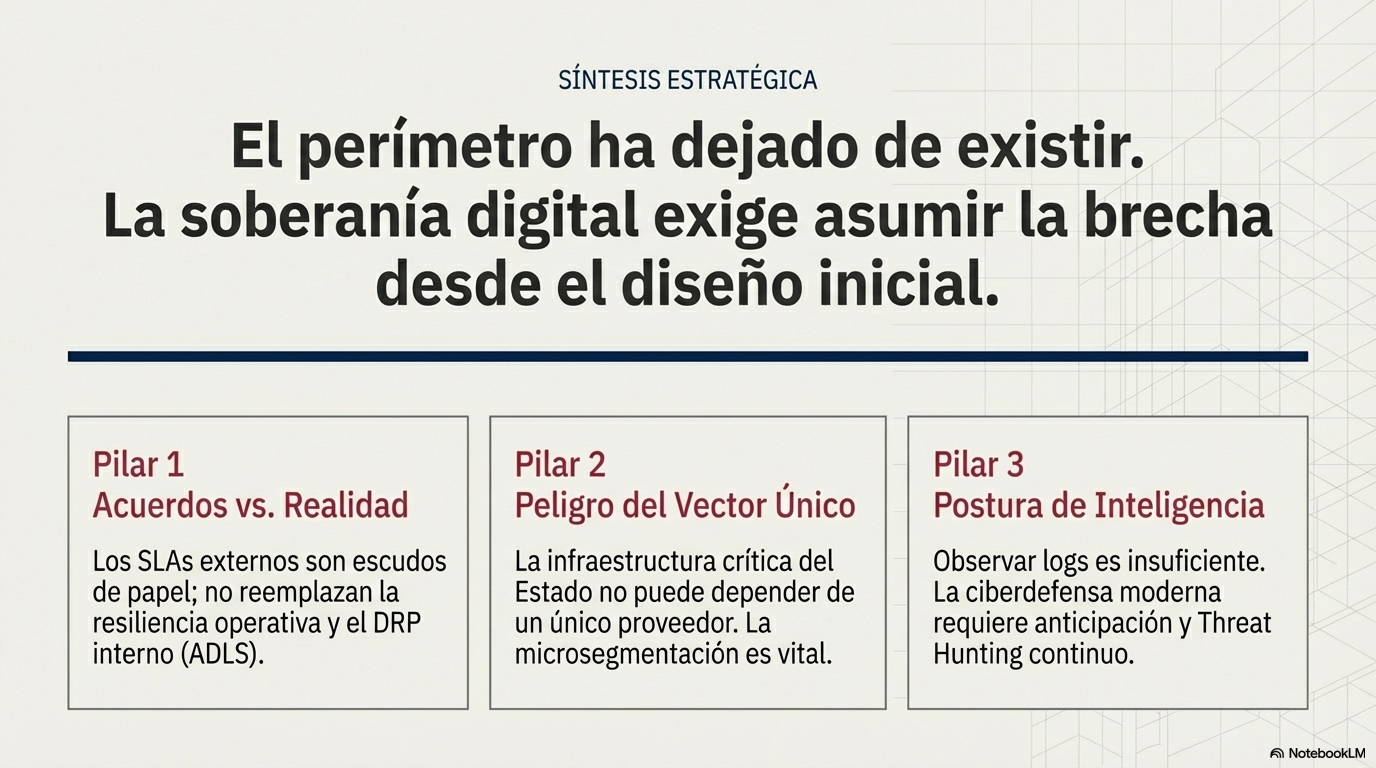 SÍNTESIS ESTRATÉGICA
El perímetro ha dejado de existir.
La soberanía digital exige asumir la brecha
desde el diseño inicial.
Pilar 1
Acuerdos vs. Realidad
Los SLAs externos son escudos
de papel; no reemplazan la
resiliencia operativa y el DRP
interno (ADLS).
Pilar 2
Peligro del Vector Único
La infraestructura crítica del
Estado no puede depender de
un único proveedor. La
microsegmentación es vital.
Pilar 3
Postura de Inteligencia
Observar logs es insuficiente.
La ciberdefensa moderna
requiere anticipación y Threat
Hunting continuo.
NotebookLM